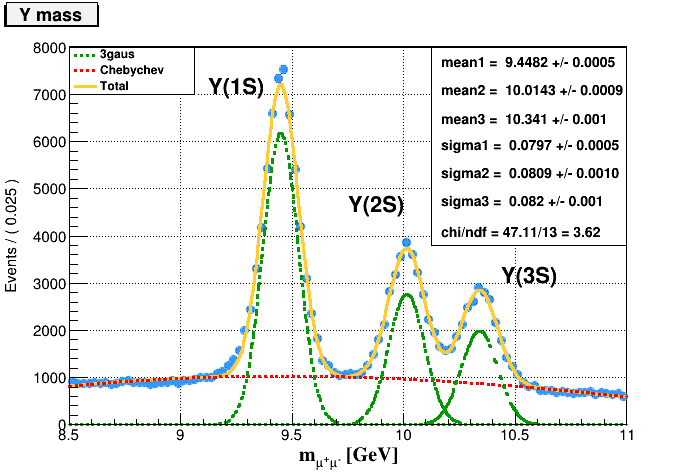 Y mass
3gaus
Chebychev
Total
Y(1S)
Y(2S)
Y(3S)
mean1 = 9.4482 +/- 0.0005
mean2 = 10.0143 +/- 0.0009
mean3 = 10.341 +/- 0.001
sigma1 = 0.0797 +/- 0.0005
sigma2 = 0.0809 +/- 0.0010
sigma3 = 0.082 +/- 0.001
chi/ndf = 47.11/13 = 3.62
Events / ( 0.025 )
8000
7000
6000
5000
4000
3000
2000
1000
0
8.5 9 9.5 10 10.5 11
m_μ⁺μ⁻ [GeV]